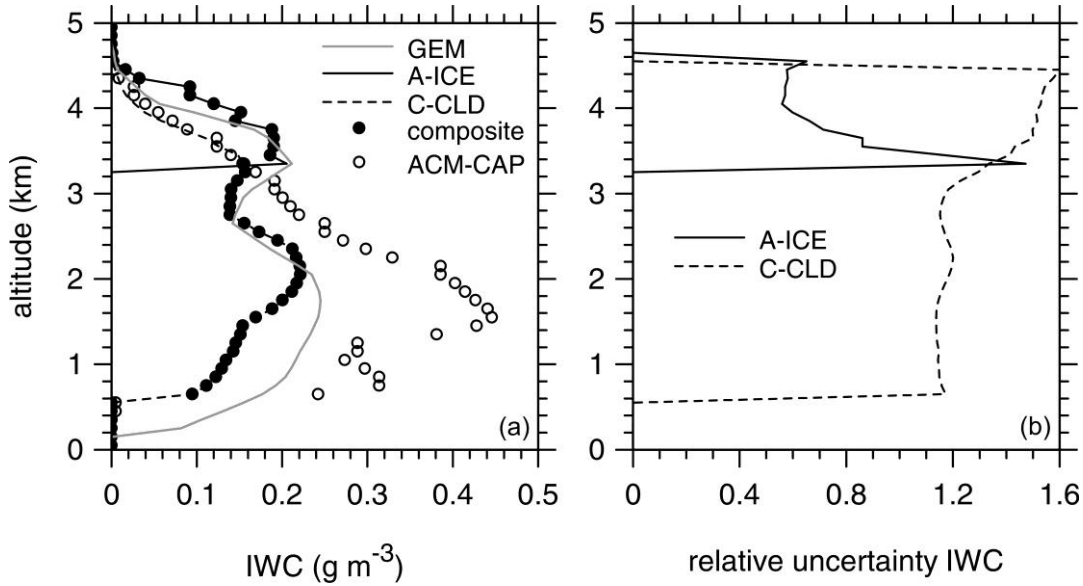 5
4
3
2
1
0
altitude (km)
GEM
A-ICE
C-CLD
composite
ACM-CAP
(a)
0 0.1 0.2 0.3 0.4 0.5
IWC (g m⁻³)
5
4
3
2
1
0
A-ICE
C-CLD
(b)
0 0.4 0.8 1.2 1.6
relative uncertainty IWC